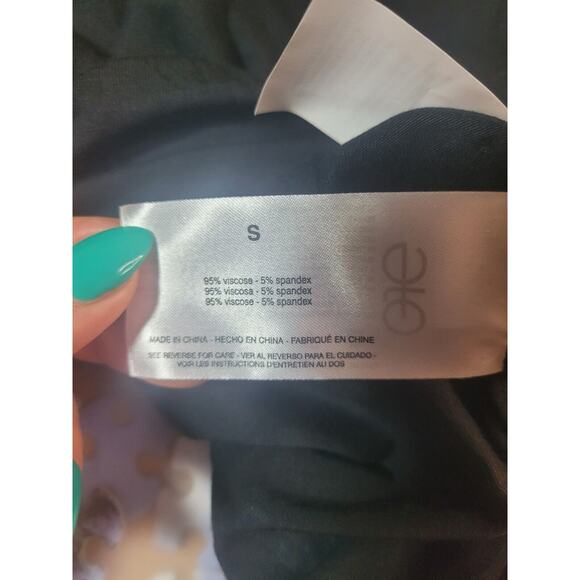 S
95% viscose - 5% spandex
95% viscosa - 5% spandex
95% viscose - 5% spandex
MADE IN CHINA - HECHO EN CHINA - FABRIQUÉ EN CHINE
SEE REVERSE FOR CARE - VER AL REVERSO PARA EL CUIDADO -
VOIR LES INSTRUCTIONS D'ENTRETIEN AU DOS